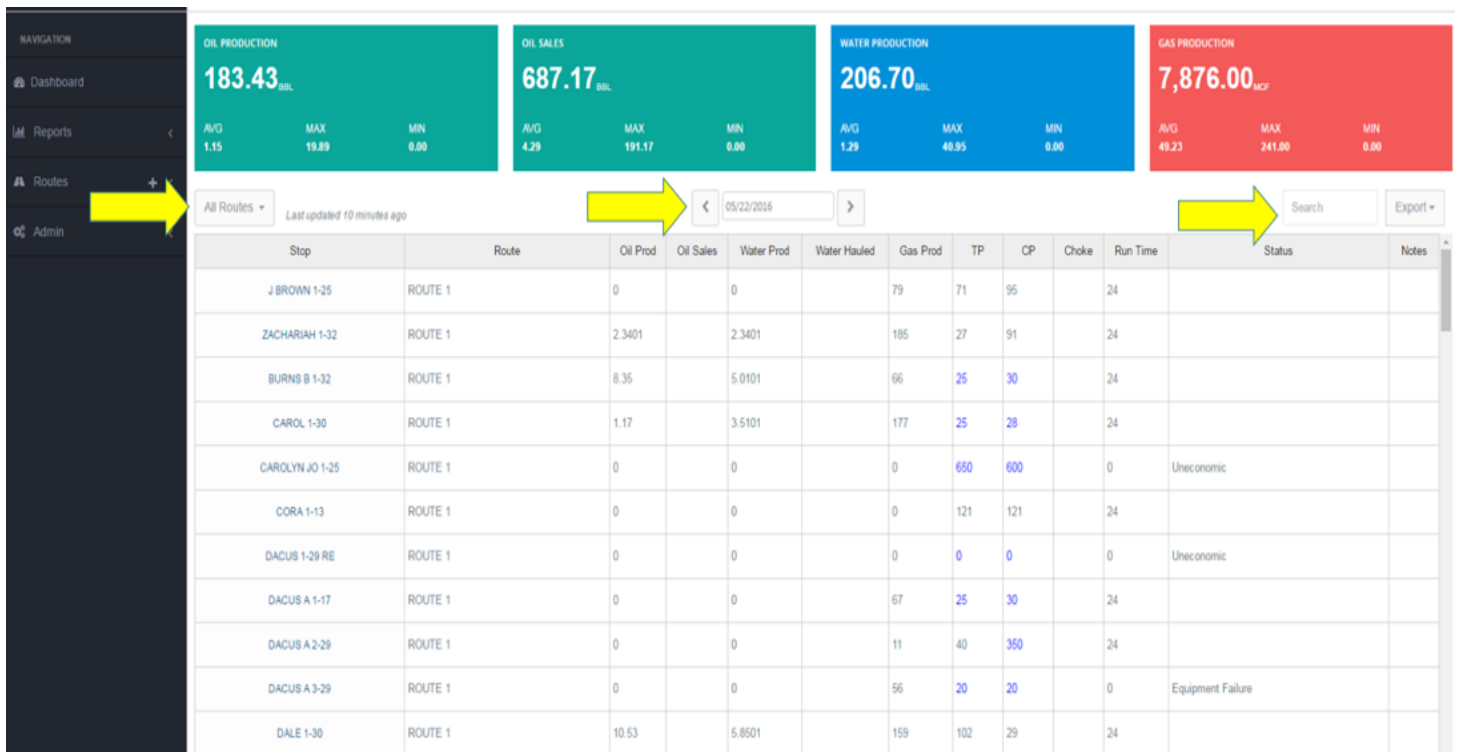 NAVIGATION
Dashboard
Reports
Routes
Admin
OIL PRODUCTION
183.43 BBL
AVG MAX MIN
1.15 19.89 0.00
OIL SALES
687.17 BBL
AVG MAX MIN
4.29 191.17 0.00
WATER PRODUCTION
206.70 BBL
AVG MAX MIN
1.29 40.95 0.00
GAS PRODUCTION
7,876.00 MCF
AVG MAX MIN
49.23 241.00 0.00
All Routes Last updated 10 minutes ago 05/22/2016 Search Export
Stop Route Oil Prod Oil Sales Water Prod Water Hauled Gas Prod TP CP Choke Run Time Status Notes
J BROWN 1-25 ROUTE 1 0 0 79 71 95 24
ZACHARIAH 1-32 ROUTE 1 2.3401 2.3401 185 27 91 24
BURNS B 1-32 ROUTE 1 8.35 5.0101 66 25 30 24
CAROL 1-30 ROUTE 1 1.17 3.5101 177 25 28 24
CAROLYN JO 1-25 ROUTE 1 0 0 0 650 600 0 Uneconomic
CORA 1-13 ROUTE 1 0 0 0 121 121 24
DACUS 1-29 RE ROUTE 1 0 0 0 0 0 0 Uneconomic
DACUS A 1-17 ROUTE 1 0 0 67 25 30 24
DACUS A 2-29 ROUTE 1 0 0 11 40 350 24
DACUS A 3-29 ROUTE 1 0 0 56 20 20 0 Equipment Failure
DALE 1-30 ROUTE 1 10.53 5.8501 159 102 29 24